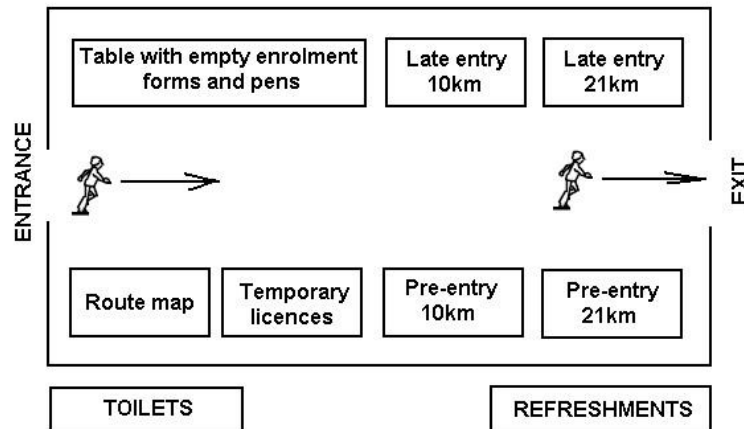 Table with empty enrolment
forms and pens
Late entry
10km
Late entry
21km
ENTRANCE
EXIT
Route map
Temporary
licences
Pre-entry
10km
Pre-entry
21km
TOILETS
REFRESHMENTS